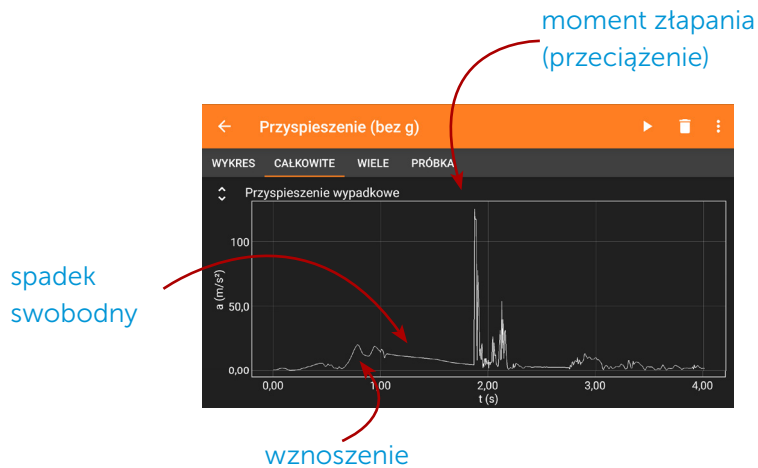 moment złapania
(przeciążenie)
Przyspieszenie (bez g)
WYKRES CAŁKOWITE WIELE PRÓBKA
Przyspieszenie wypadkowe
100
50,0
0,00
a (m/s²)
0,00 1,00 2,00 3,00 4,00
t (s)
spadek
swobodny
wznoszenie